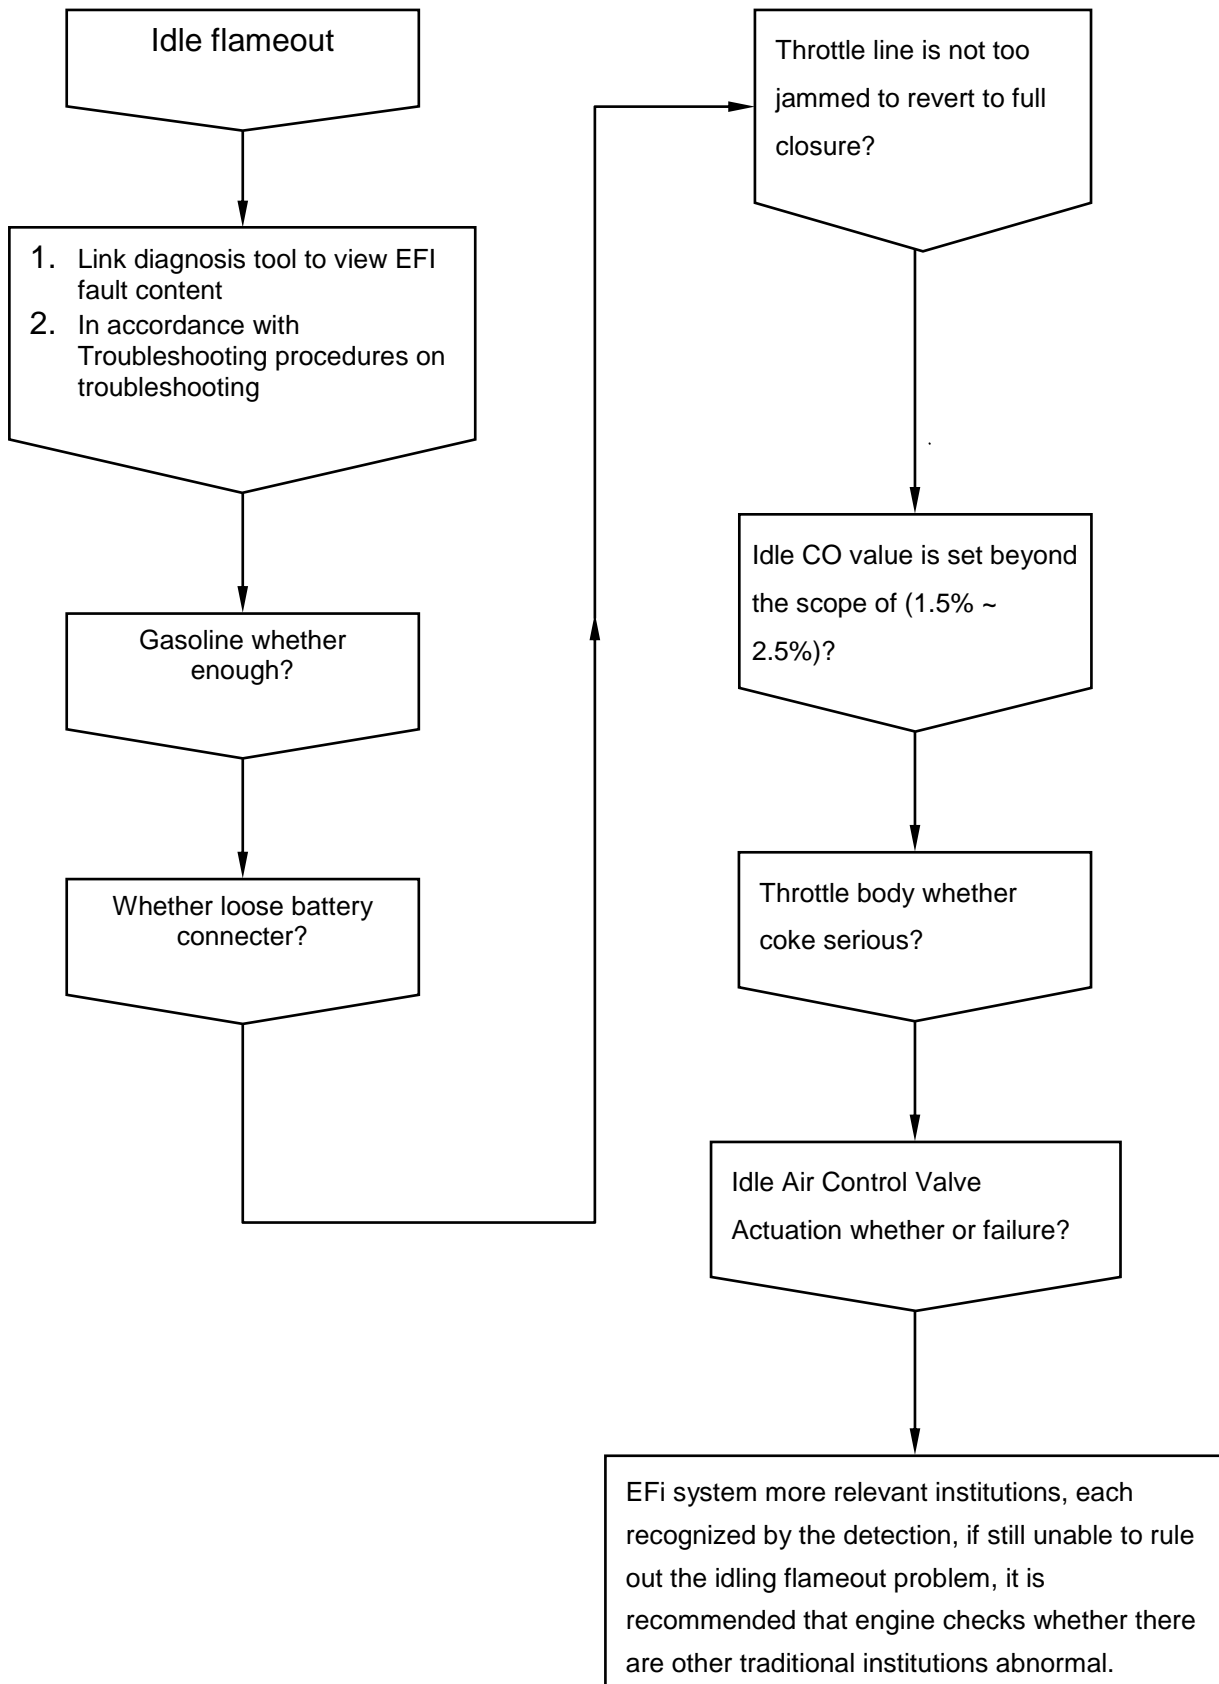 Idle flameout
1. Link diagnosis tool to view EFI
fault content
2. In accordance with
Troubleshooting procedures on
troubleshooting
Gasoline whether
enough?
Whether loose battery
connecter?
Throttle line is not too
jammed to revert to full
closure?
Idle CO value is set beyond
the scope of (1.5% ~
2.5%)?
Throttle body whether
coke serious?
Idle Air Control Valve
Actuation whether or failure?
EFi system more relevant institutions, each
recognized by the detection, if still unable to rule
out the idling flameout problem, it is
recommended that engine checks whether there
are other traditional institutions abnormal.